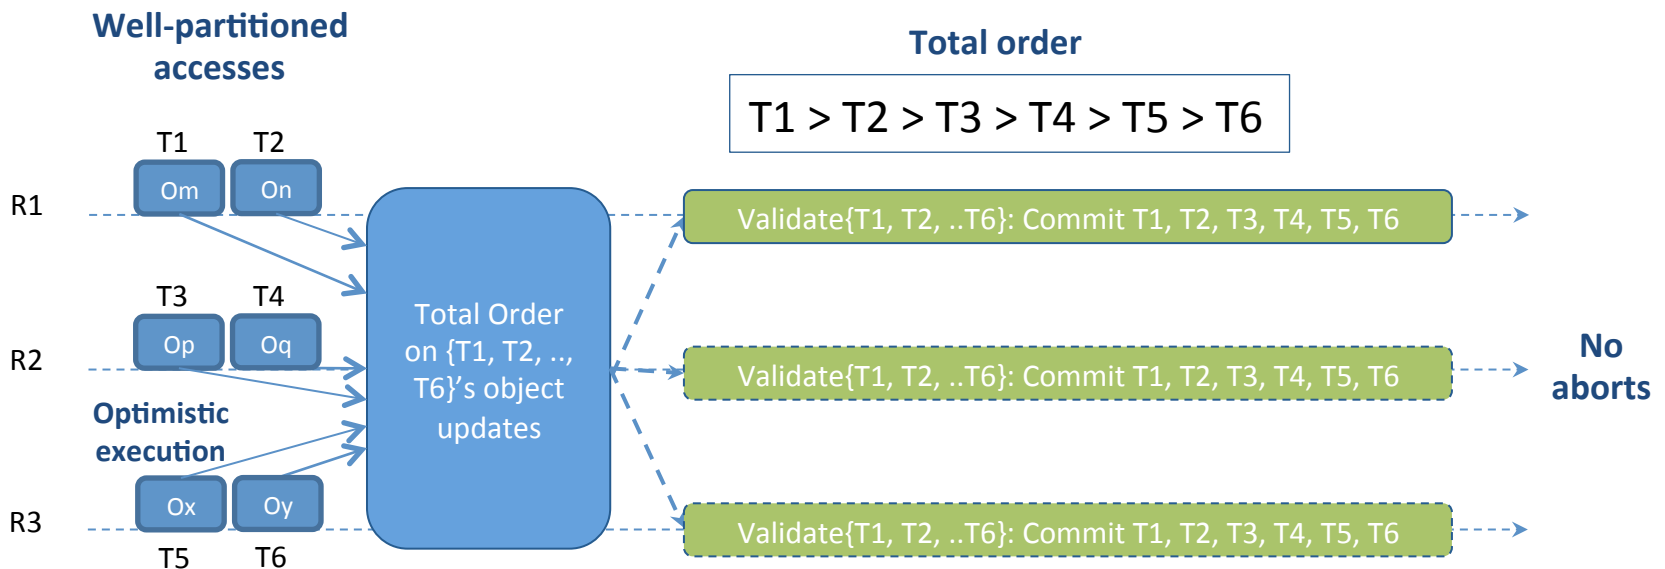 Well-partitioned
accesses
Total order
T1 > T2 > T3 > T4 > T5 > T6
T1 T2
Om On
R1
Validate{T1, T2, ..T6}: Commit T1, T2, T3, T4, T5, T6
T3 T4
Op Oq
R2
Total Order
on {T1, T2, ..,
T6}'s object
updates
Validate{T1, T2, ..T6}: Commit T1, T2, T3, T4, T5, T6
No
aborts
Optimistic
execution
Ox Oy
R3
T5 T6
Validate{T1, T2, ..T6}: Commit T1, T2, T3, T4, T5, T6